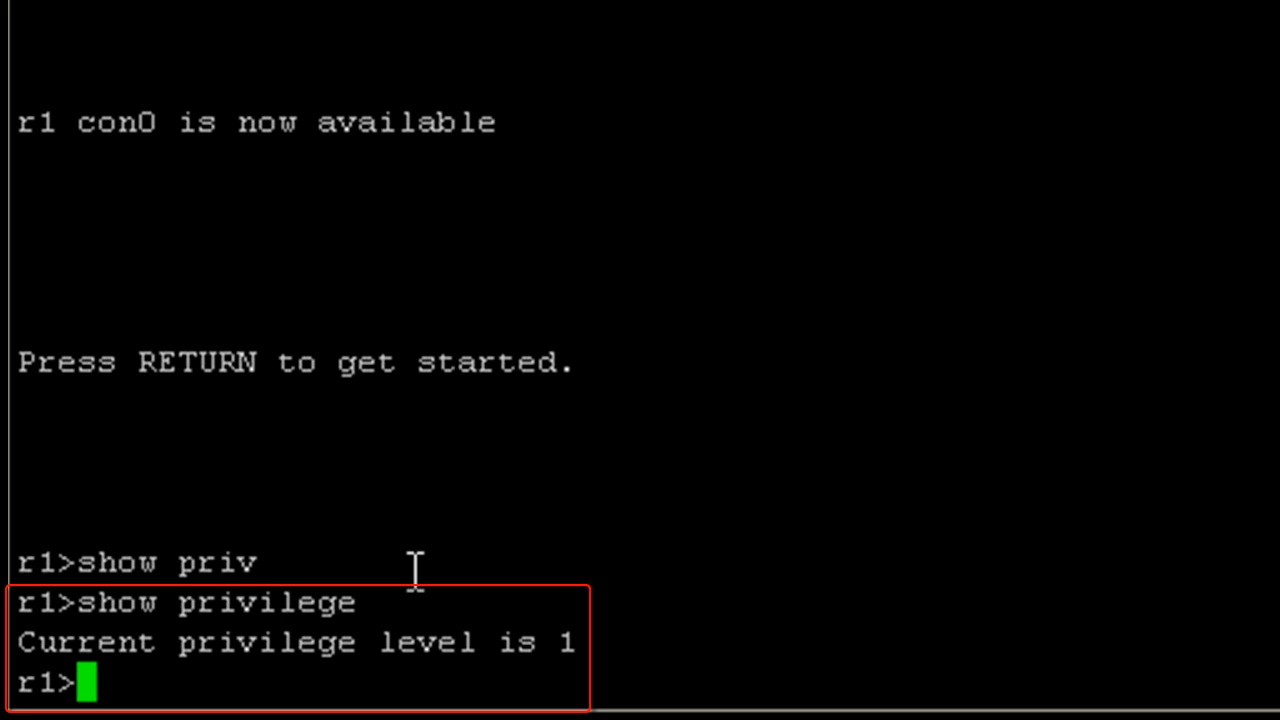 r1 con0 is now available
Press RETURN to get started.
r1>show priv
r1>show privilege
Current privilege level is 1
r1>